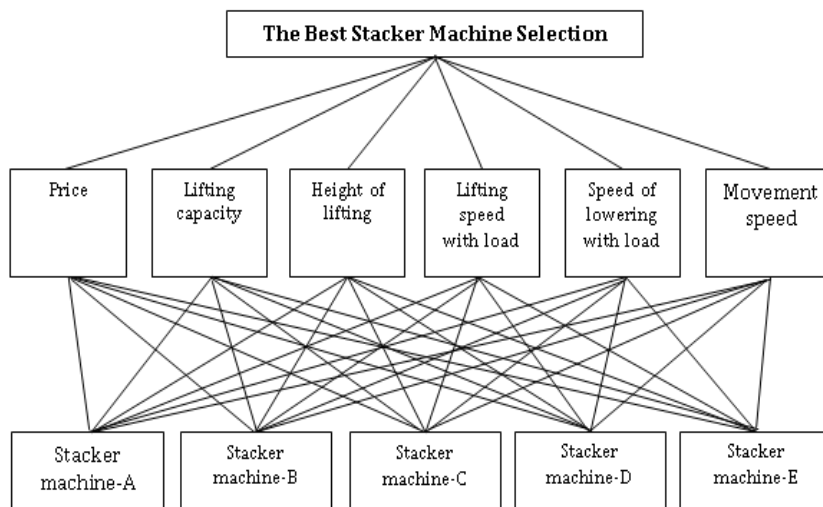 The Best Stacker Machine Selection
Price
Lifting
capacity
Height of
lifting
Lifting
speed
with load
Speed of
lowering
with load
Movement
speed
Stacker
machine-A
Stacker
machine-B
Stacker
machine-C
Stacker
machine-D
Stacker
machine-E